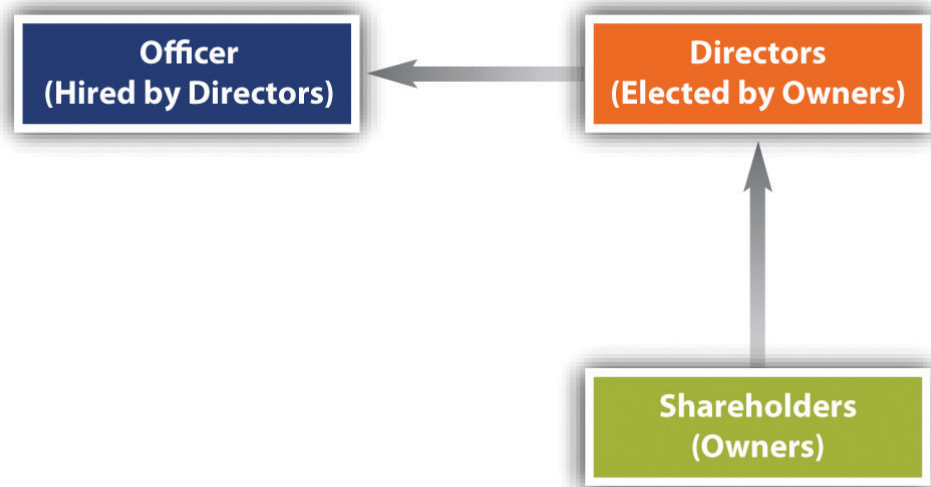 Officer
(Hired by Directors)
Directors
(Elected by Owners)
Shareholders
(Owners)